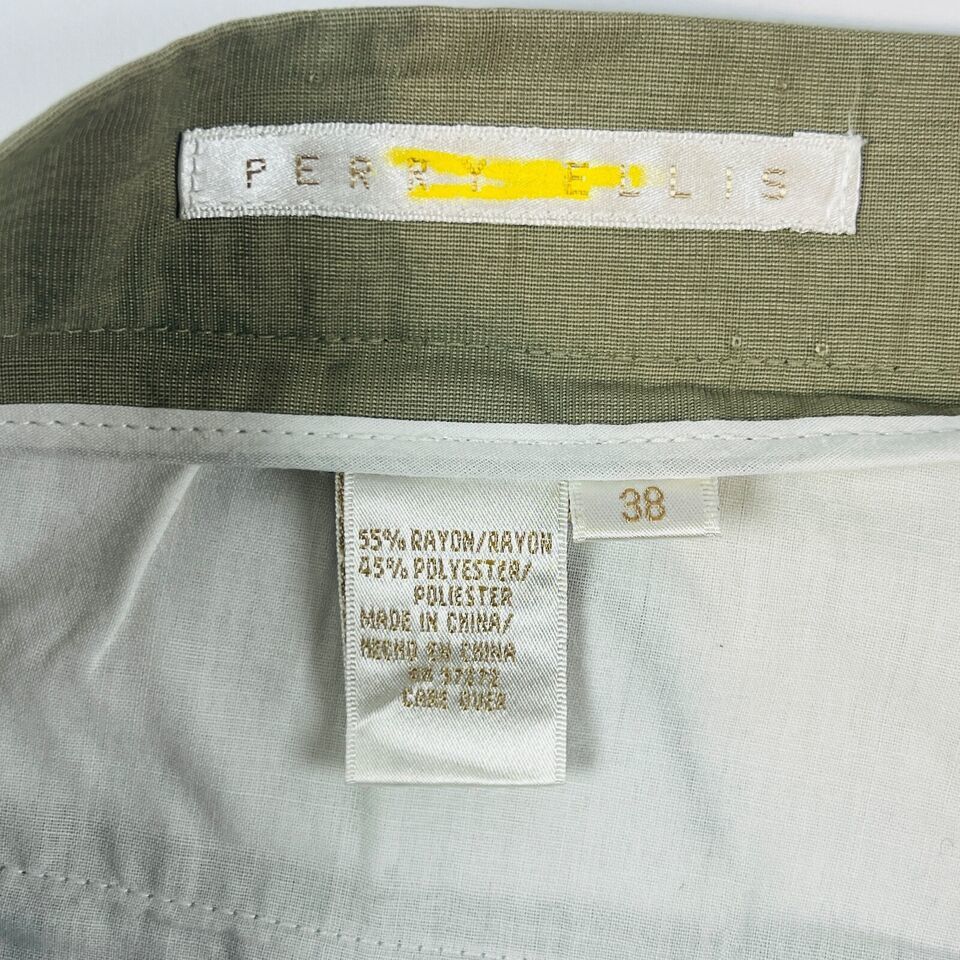 PERRY ELLIS
38
55% RAYON/RAYON
45% POLYESTER/
POLIESTER
MADE IN CHINA/
HECHO EN CHINA
CARE OVER